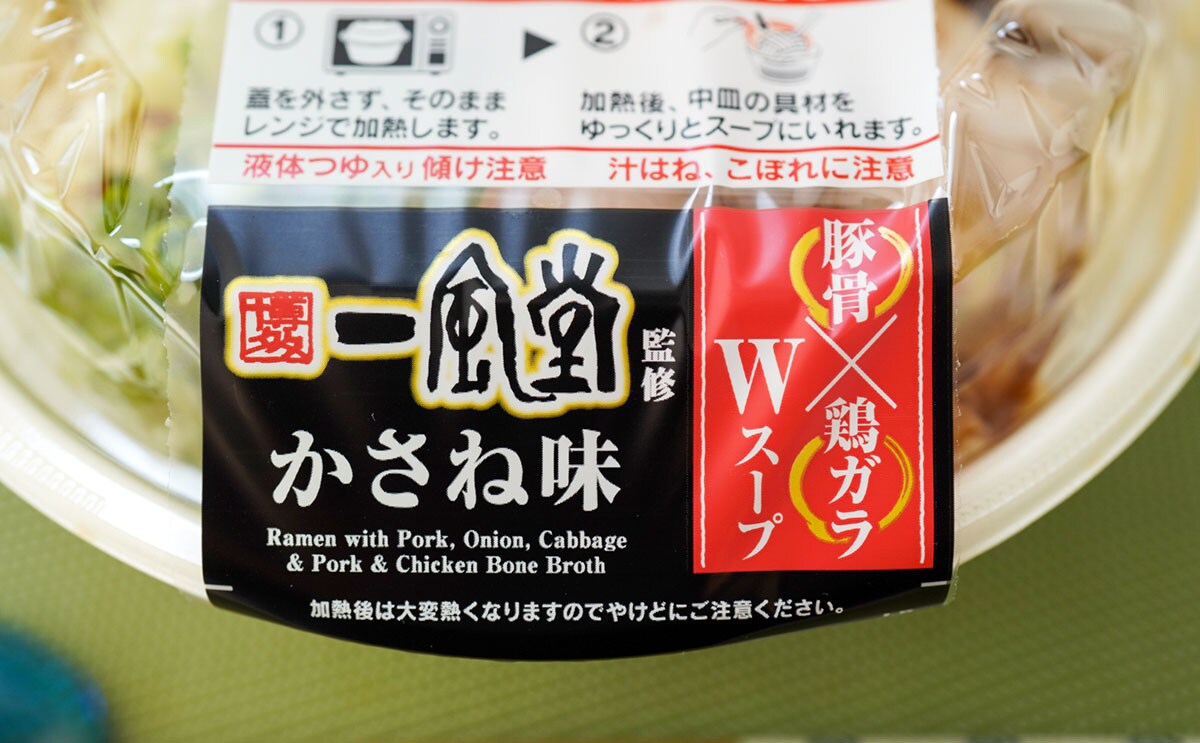 ①
②
蓋を外さず、そのまま
レンジで加熱します。
加熱後、中皿の具材を
ゆっくりとスープにいれます。
液体つゆ入り傾け注意
汁はね、こぼれに注意
博多
一風堂
監修
かさね味
Ramen with Pork, Onion, Cabbage
& Pork & Chicken Bone Broth
豚骨×鶏ガラ
Wスープ
加熱後は大変熱くなりますのでやけどにご注意ください。